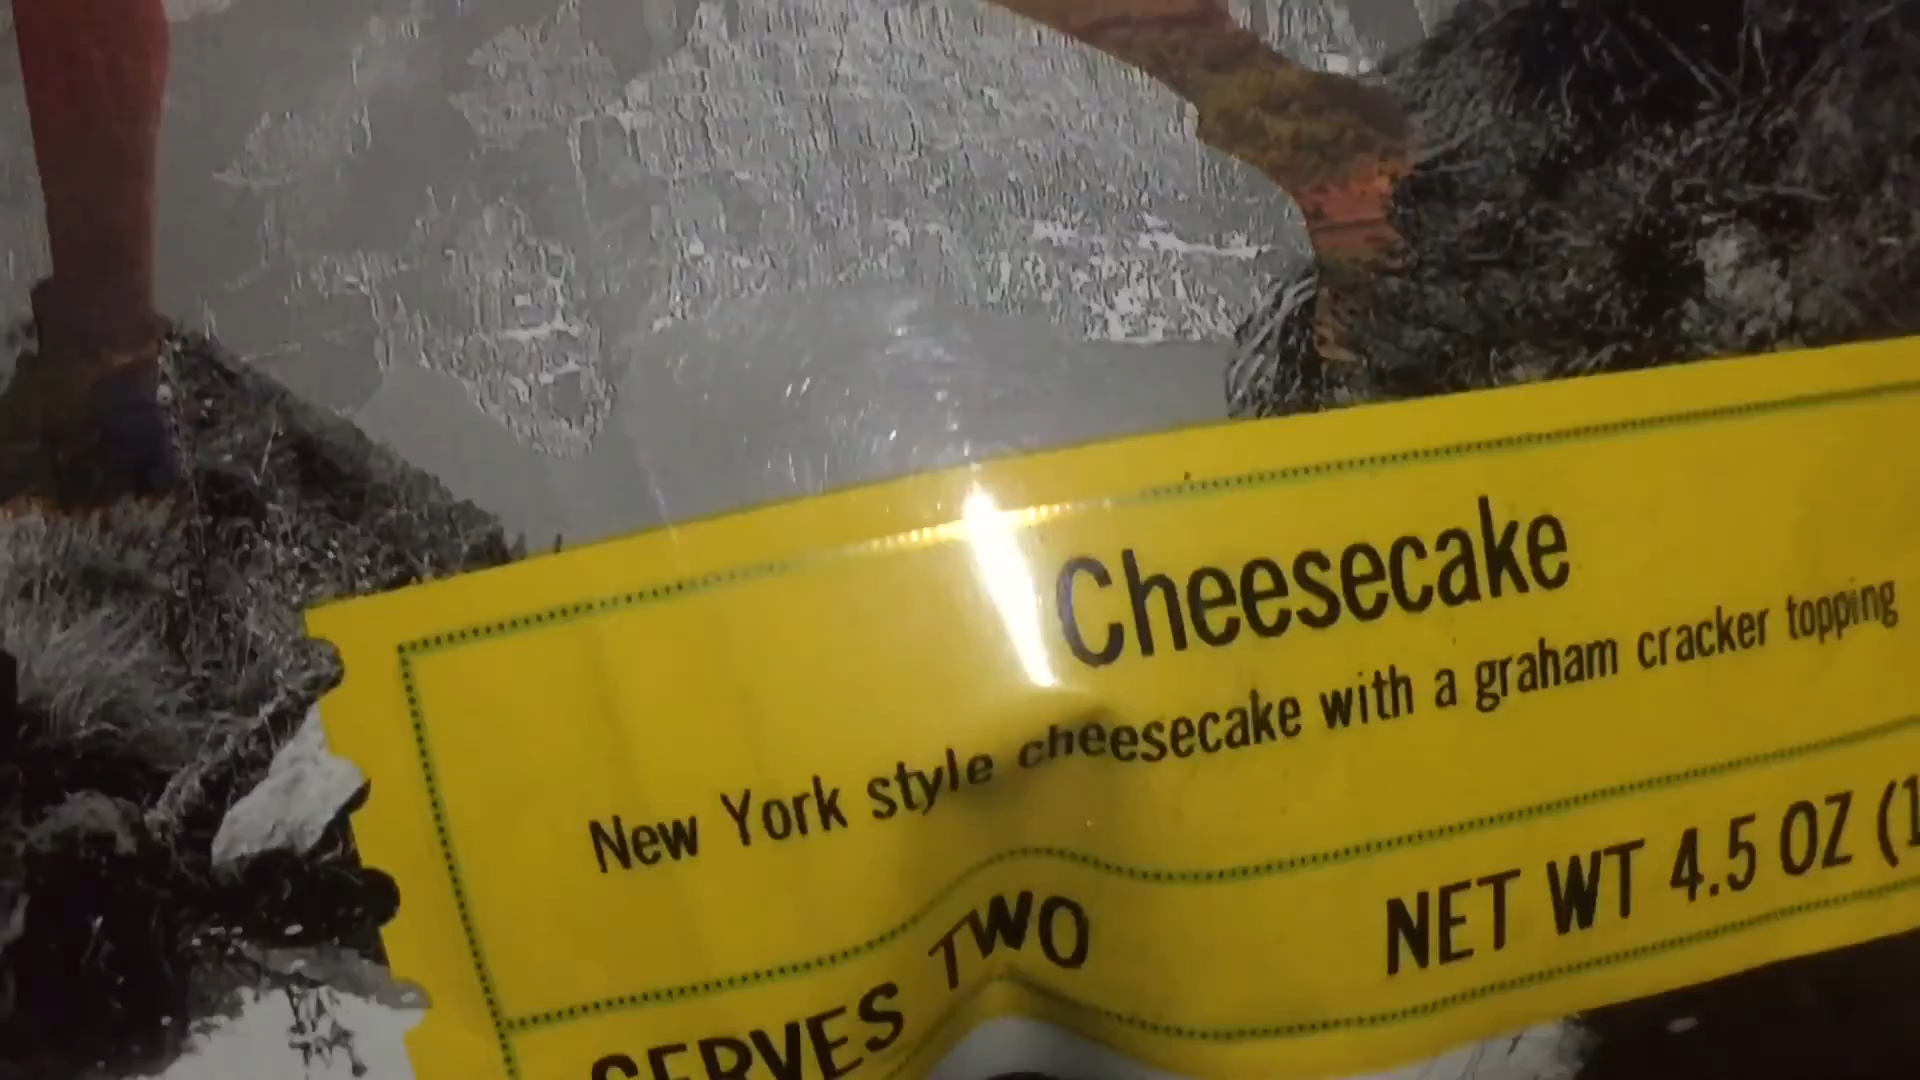 Cheesecake
New York style cheesecake with a graham cracker topping
SERVES TWO
NET WT 4.5 OZ (1